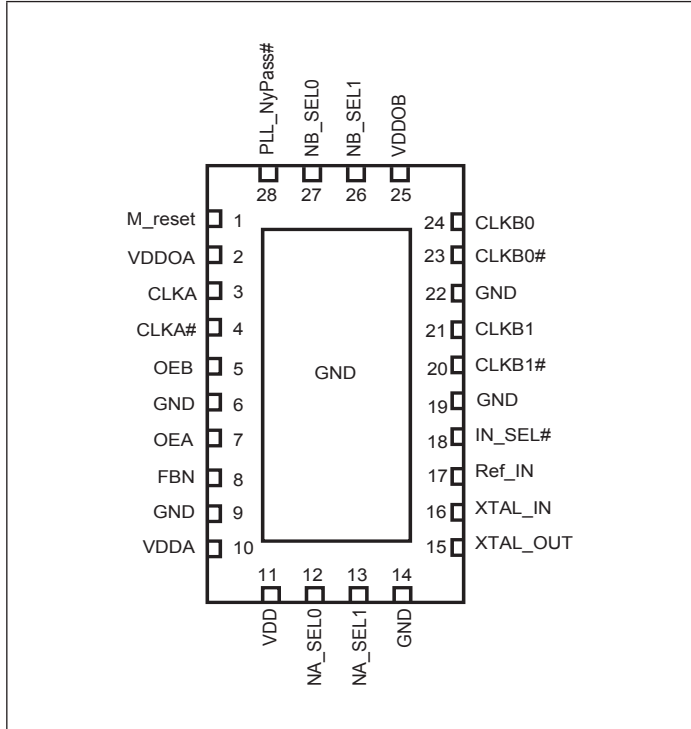 PLL_NyPass#
NB_SEL0
NB_SEL1
VDDOB
28 27 26 25
M_reset 1
VDDOA 2
CLKA 3
CLKA# 4
OEB 5
GND 6
OEA 7
FBN 8
GND 9
VDDA 10
GND
24 CLKB0
23 CLKB0#
22 GND
21 CLKB1
20 CLKB1#
19 GND
18 IN_SEL#
17 Ref_IN
16 XTAL_IN
15 XTAL_OUT
11 12 13 14
VDD
NA_SEL0
NA_SEL1
GND